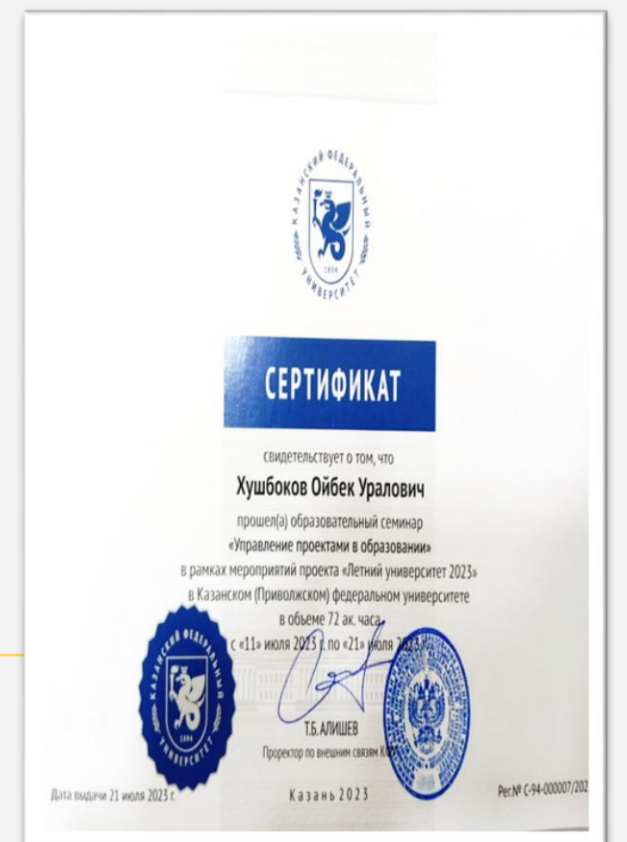 КАЗАНСКИЙ ФЕДЕРАЛЬНЫЙ УНИВЕРСИТЕТ
1804
СЕРТИФИКАТ
свидетельствует о том, что
Хушбоков Ойбек Уралович
прошел(а) образовательный семинар
«Управление проектами в образовании»
в рамках мероприятий проекта «Летний университет 2023»
в Казанском (Приволжском) федеральном университете
в объеме 72 ак. часа
с «11» июля 2023 г. по «21» июля
КАЗАНСКИЙ ФЕДЕРАЛЬНЫЙ УНИВЕРСИТЕТ
1804
Т.Б. АЛИШЕВ
Проректор по внешним связям
Дата выдачи 21 июля 2023 г.
Казань 2023
Рег.№ С-94-000007/202